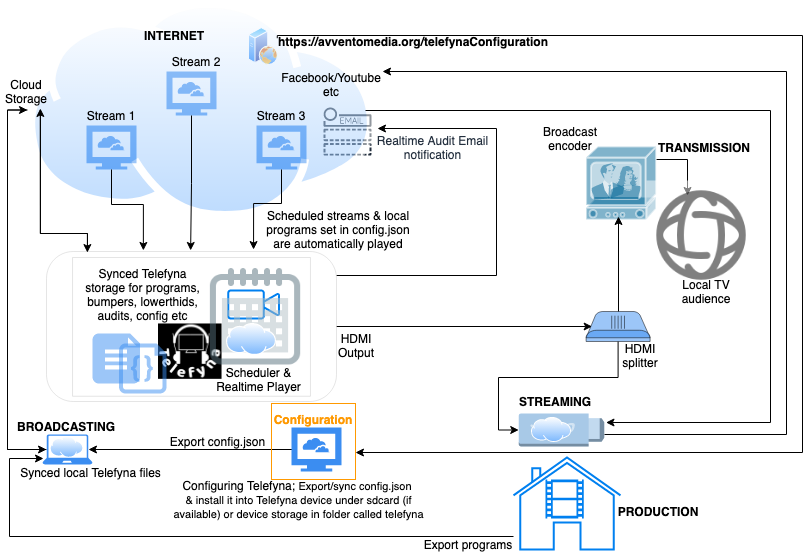 INTERNET
https://avventomedia.org/telefynaConfiguration
Stream 2
Facebook/Youtube
etc
Cloud
Storage
Stream 1
Stream 3
EMAIL
Realtime Audit Email
notification
Broadcast
encoder
TRANSMISSION
Scheduled streams & local
programs set in config.json
are automatically played
Local TV
audience
Synced Telefyna
storage for programs,
bumpers, lowerthids,
audits, config etc
Telefyna
Scheduler &
Realtime Player
HDMI
Output
HDMI
splitter
STREAMING
Configuration
BROADCASTING
Export config.json
Synced local Telefyna files
Configuring Telefyna; Export/sync config.json
& install it into Telefyna device under sdcard (if
available) or device storage in folder called telefyna
PRODUCTION
Export programs